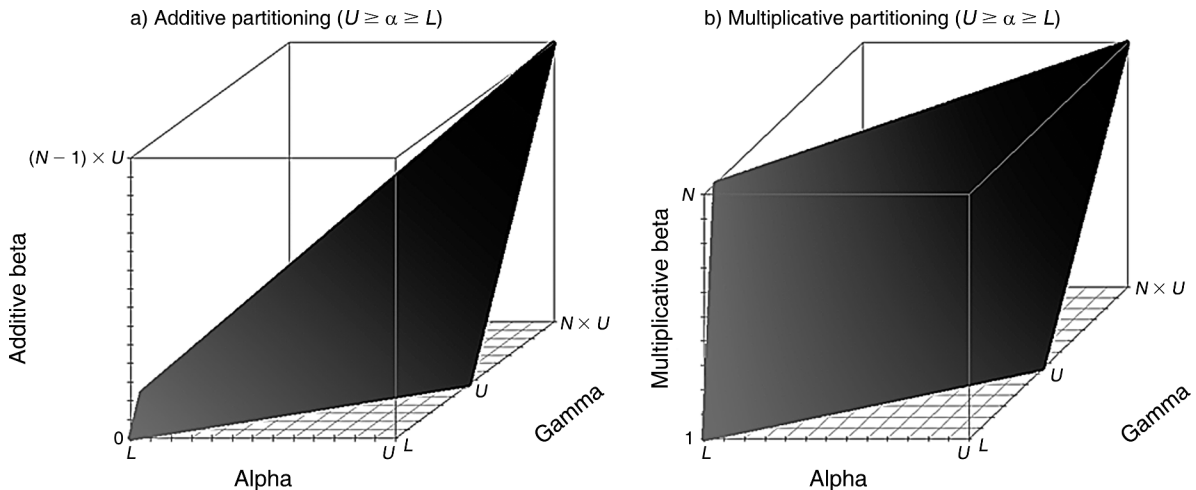 a) Additive partitioning (U ≥ α ≥ L)
(N − 1) × U
Additive beta
0
L
U
L
U
N × U
Gamma
Alpha
b) Multiplicative partitioning (U ≥ α ≥ L)
N
Multiplicative beta
1
L
U
L
U
N × U
Gamma
Alpha